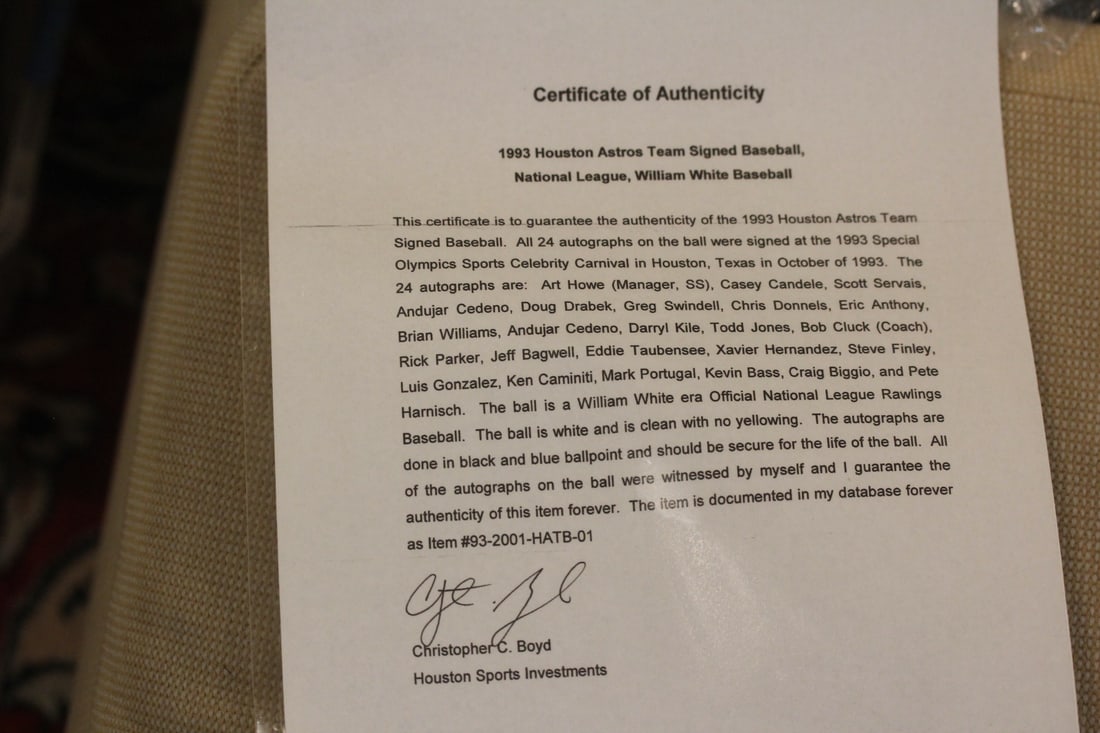 Certificate of Authenticity
1993 Houston Astros Team Signed Baseball,
National League, William White Baseball
This certificate is to guarantee the authenticity of the 1993 Houston Astros Team
Signed Baseball. All 24 autographs on the ball were signed at the 1993 Special
Olympics Sports Celebrity Carnival in Houston, Texas in October of 1993. The
24 autographs are: Art Howe (Manager, SS), Casey Candele, Scott Servais,
Andujar Cedeno, Doug Drabek, Greg Swindell, Chris Donnels, Eric Anthony,
Brian Williams, Andujar Cedeno, Darryl Kile, Todd Jones, Bob Cluck (Coach),
Rick Parker, Jeff Bagwell, Eddie Taubensee, Xavier Hernandez, Steve Finley,
Luis Gonzalez, Ken Caminiti, Mark Portugal, Kevin Bass, Craig Biggio, and Pete
Harnisch. The ball is a William White era Official National League Rawlings
Baseball. The ball is white and is clean with no yellowing. The autographs are
done in black and blue ballpoint and should be secure for the life of the ball. All
of the autographs on the ball were witnessed by myself and I guarantee the
authenticity of this item forever. The item is documented in my database forever
as Item #93-2001-HATB-01
Christopher C. Boyd
Houston Sports Investments